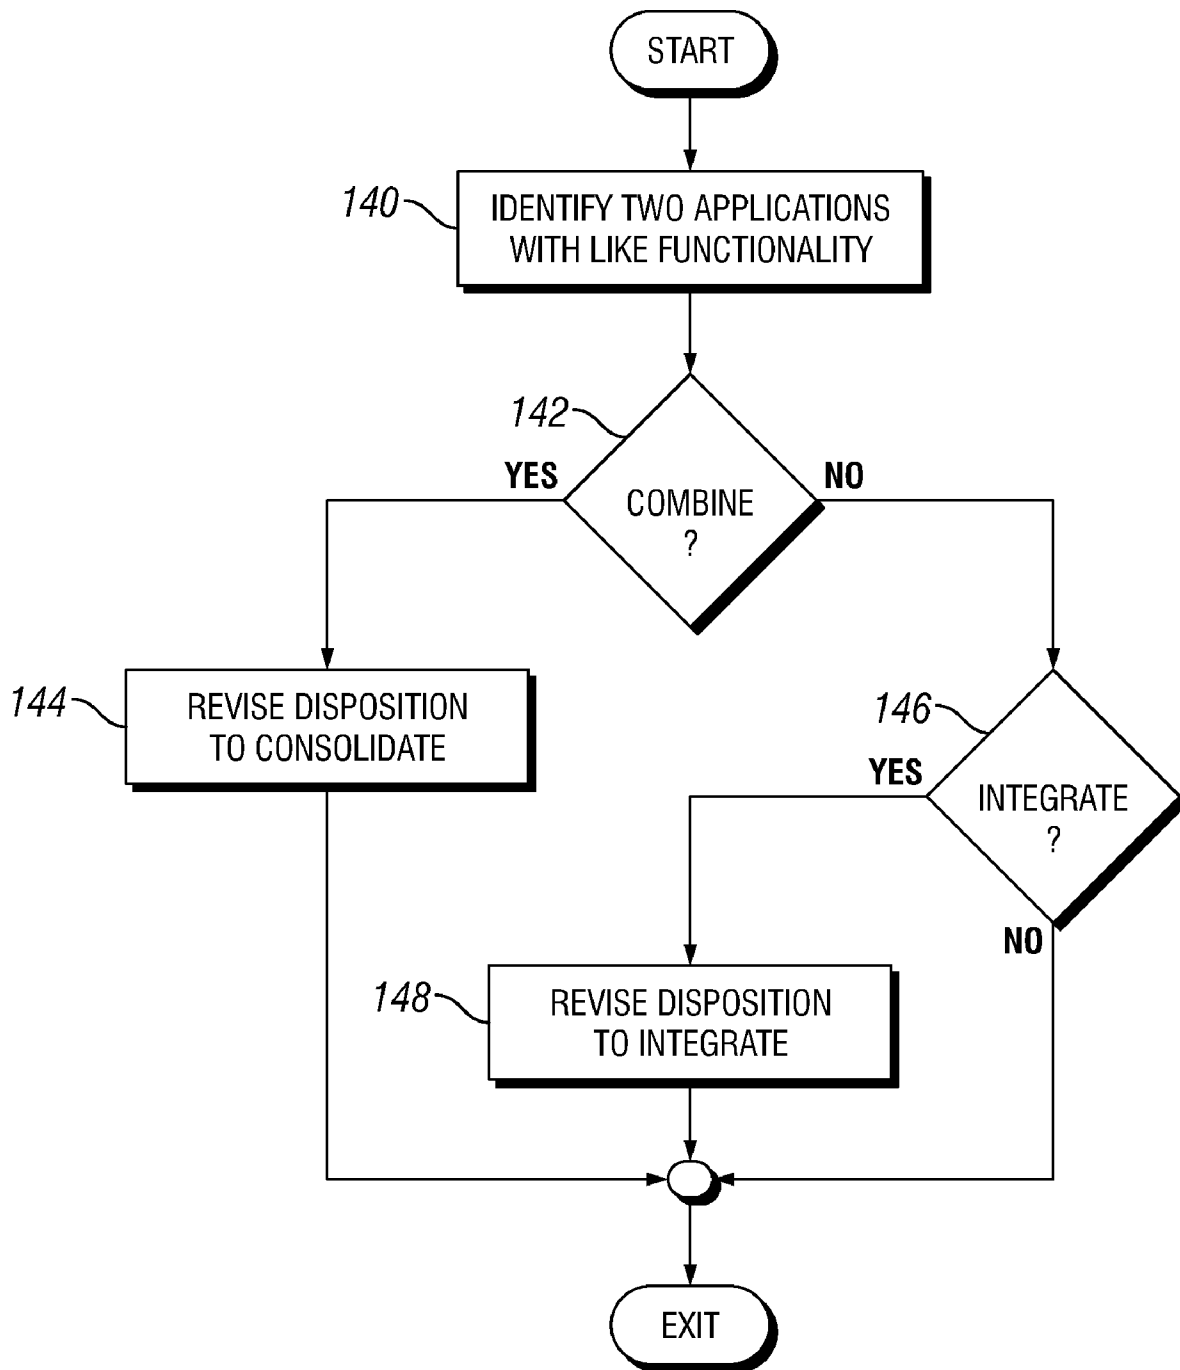 START
140
IDENTIFY TWO APPLICATIONS
WITH LIKE FUNCTIONALITY
142
YES
NO
COMBINE
?
144
REVISE DISPOSITION
TO CONSOLIDATE
146
YES
INTEGRATE
?
NO
148
REVISE DISPOSITION
TO INTEGRATE
EXIT